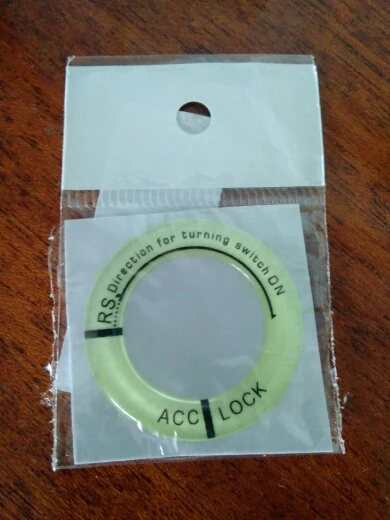 RS Direction for turning switch ON
ACC LOCK